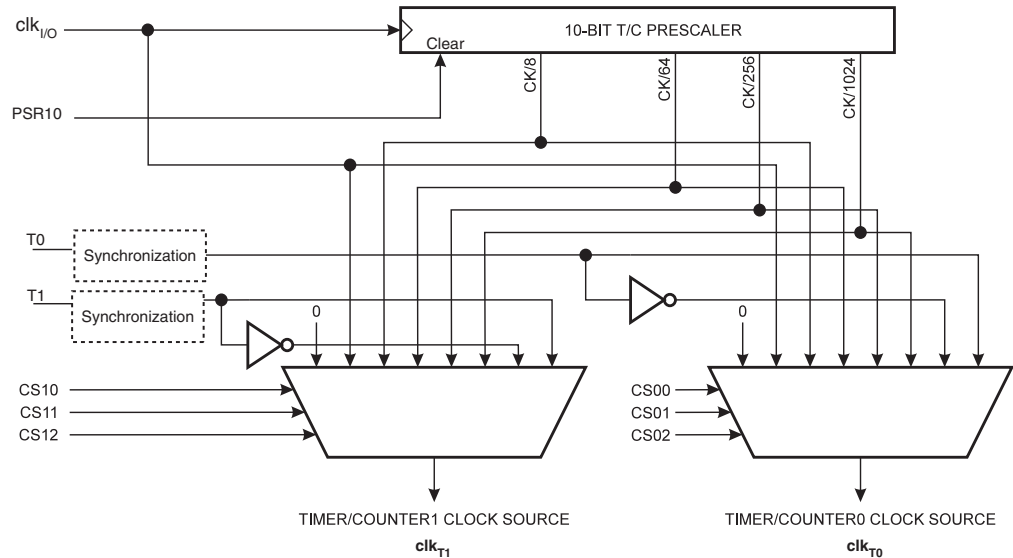 clkI/O
10-BIT T/C PRESCALER
Clear
PSR10
CK/8
CK/64
CK/256
CK/1024
T0
Synchronization
T1
Synchronization
0
0
CS10
CS11
CS12
CS00
CS01
CS02
TIMER/COUNTER1 CLOCK SOURCE
clkT1
TIMER/COUNTER0 CLOCK SOURCE
clkT0